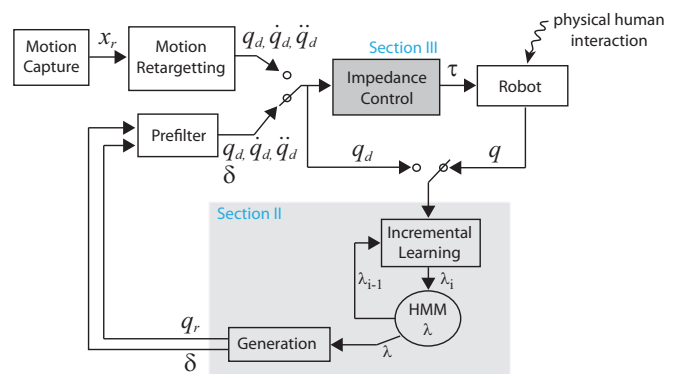 physical human
interaction
Section III
Motion
Capture
x_r
Motion
Retargetting
q_d, q̇_d, q̈_d
Impedance
Control
τ
Robot
Prefilter
q_d, q̇_d, q̈_d
δ
q_d
q
Section II
Incremental
Learning
λ_{i-1}
λ_i
HMM
λ
λ
q_r
δ
Generation